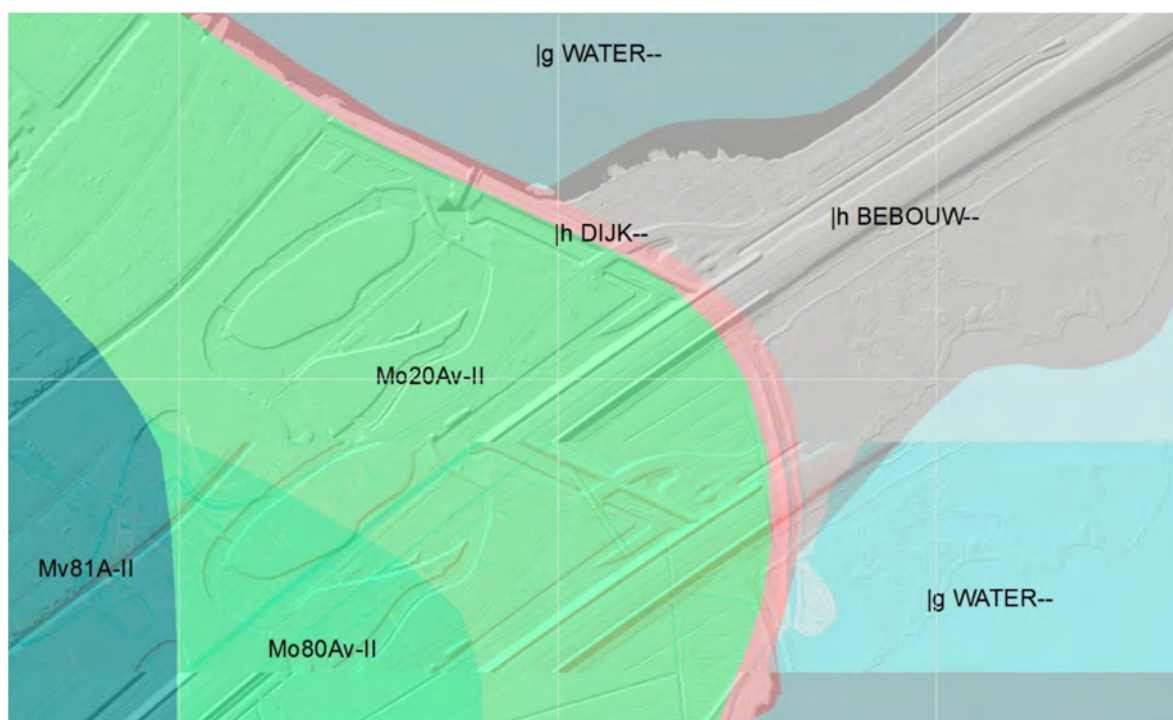 |g WATER--
|h BEBOUW--
|h DIJK--
Mo20Av-II
Mv81A-II
|g WATER--
Mo80Av-II